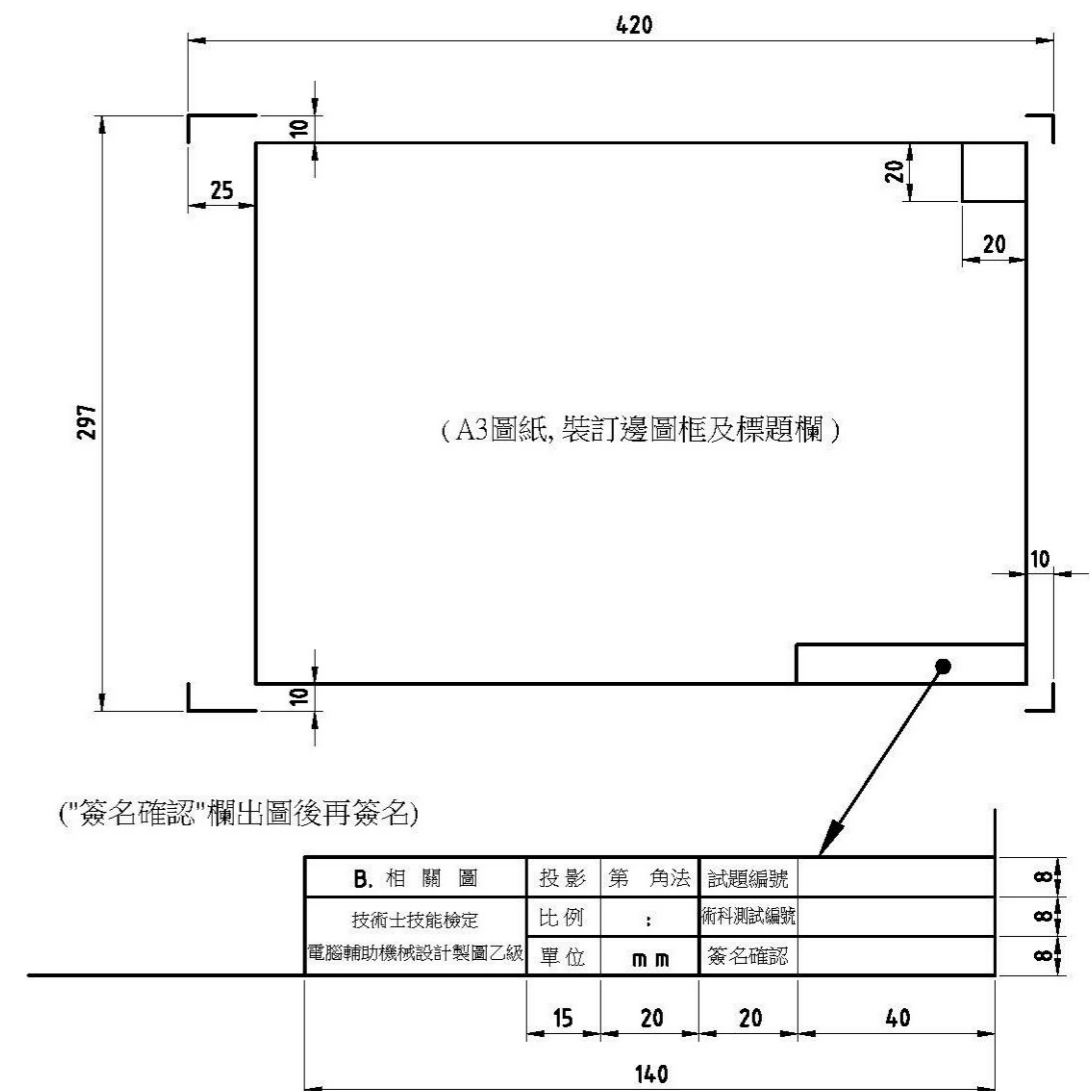 420
10
20
25
20
297
(A3圖紙, 裝訂邊圖框及標題欄)
10
10
("簽名確認"欄出圖後再簽名)
B. 相 關 圖 投影 第 角法 試題編號 8
技術士技能檢定 比例 : 術科測試編號 8
電腦輔助機械設計製圖乙級 單位 mm 簽名確認 8
15 20 20 40
140